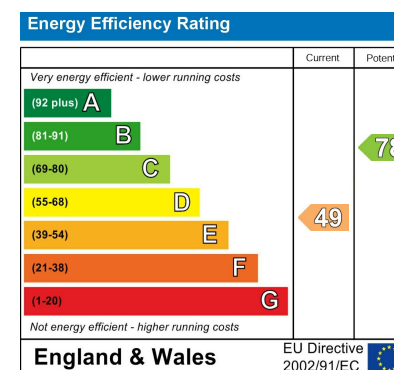 Energy Efficiency Rating
Current Potent
Very energy efficient - lower running costs
(92 plus) A
(81-91) B
(69-80) C
78
(55-68) D
49
(39-54) E
(21-38) F
(1-20) G
Not energy efficient - higher running costs
England & Wales
EU Directive
2002/91/EC